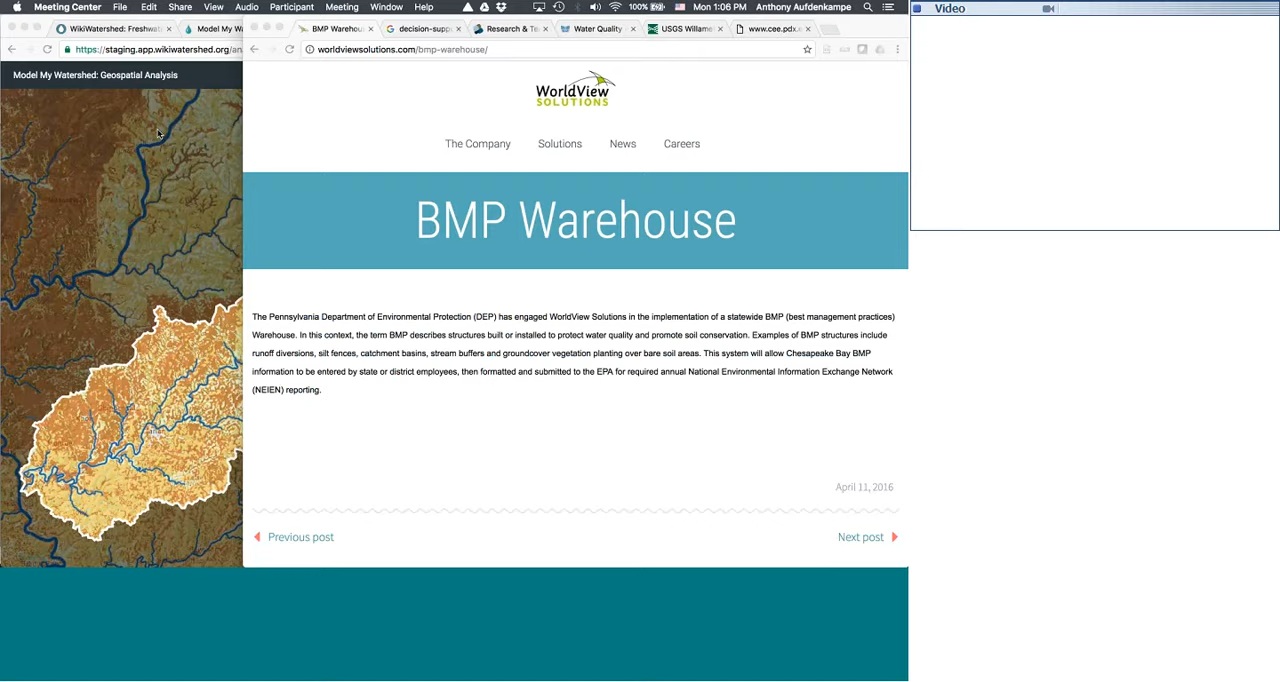 Meeting Center File Edit Share View Audio Participant Meeting Window Help 100% Mon 1:06 PM Anthony Aufdenkampe
Video
WikiWatershed: Freshwat
Model My Wa
BMP Warehou
decision-supp
Research & Te
Water Quality
USGS Willame
www.cee.pdx.e
https://staging.app.wikiwatershed.org/an
worldviewsolutions.com/bmp-warehouse/
Model My Watershed: Geospatial Analysis
WorldView
SOLUTIONS
The Company Solutions News Careers
BMP Warehouse
The Pennsylvania Department of Environmental Protection (DEP) has engaged WorldView Solutions in the implementation of a statewide BMP (best management practices)
Warehouse. In this context, the term BMP describes structures built or installed to protect water quality and promote soil conservation. Examples of BMP structures include
runoff diversions, silt fences, catchment basins, stream buffers and groundcover vegetation planting over bare soil areas. This system will allow Chesapeake Bay BMP
information to be entered by state or district employees, then formatted and submitted to the EPA for required annual National Environmental Information Exchange Network
(NEIEN) reporting.
April 11, 2016
Previous post
Next post